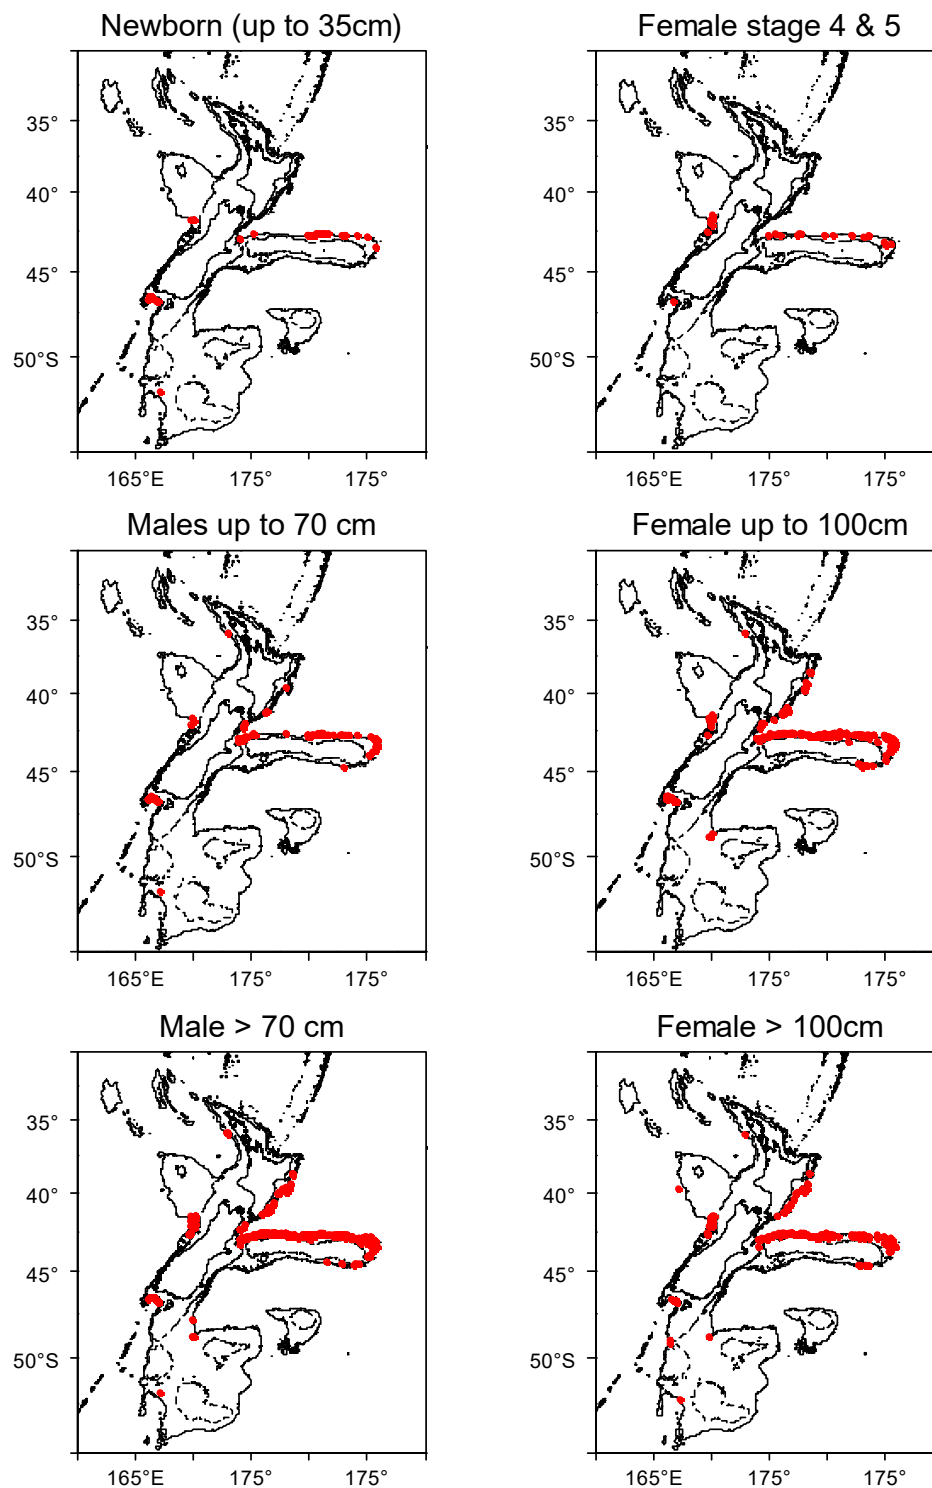 Newborn (up to 35cm)
35°
40°
45°
50°S
165°E 175° 175°
Female stage 4 & 5
35°
40°
45°
50°S
165°E 175° 175°
Males up to 70 cm
35°
40°
45°
50°S
165°E 175° 175°
Female up to 100cm
35°
40°
45°
50°S
165°E 175° 175°
Male > 70 cm
35°
40°
45°
50°S
165°E 175° 175°
Female > 100cm
35°
40°
45°
50°S
165°E 175° 175°